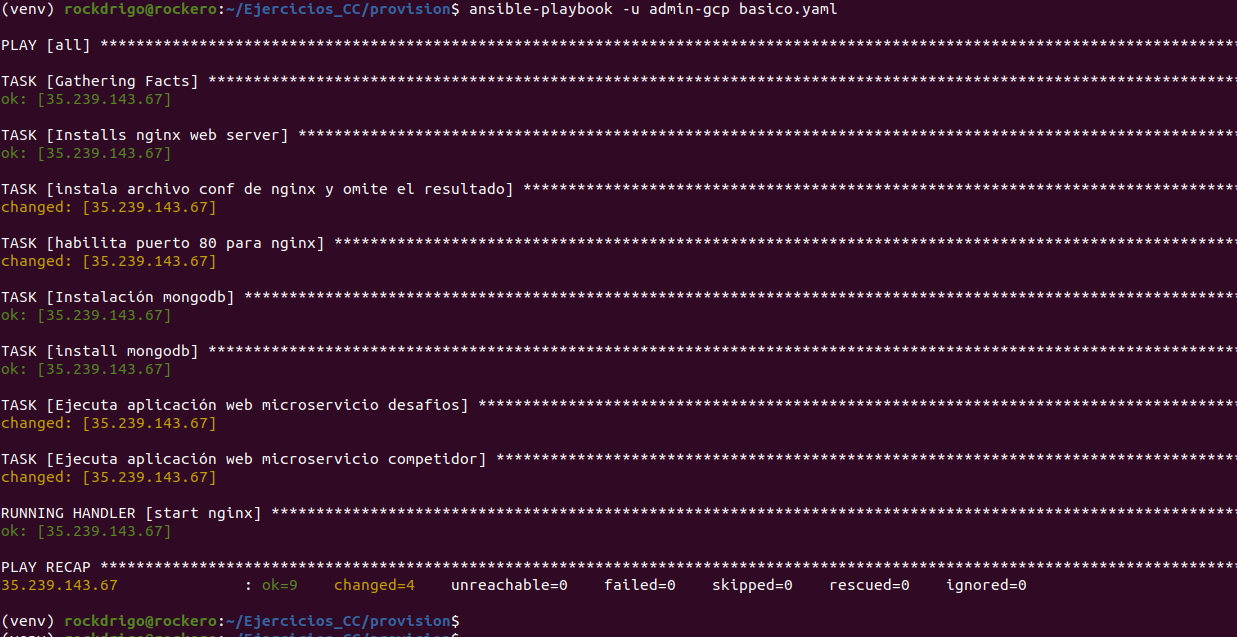 (venv) rockdrigo@rockero:~/Ejercicios_CC/provision$ ansible-playbook -u admin-gcp basico.yaml
PLAY [all] ******************************************************************************************************************************
TASK [Gathering Facts] ******************************************************************************************************************
ok: [35.239.143.67]
TASK [Installs nginx web server] ********************************************************************************************************
ok: [35.239.143.67]
TASK [instala archivo conf de nginx y omite el resultado] *******************************************************************************
changed: [35.239.143.67]
TASK [habilita puerto 80 para nginx] ****************************************************************************************************
changed: [35.239.143.67]
TASK [Instalación mongodb] **************************************************************************************************************
ok: [35.239.143.67]
TASK [install mongodb] ******************************************************************************************************************
ok: [35.239.143.67]
TASK [Ejecuta aplicación web microservicio desafios] ************************************************************************************
changed: [35.239.143.67]
TASK [Ejecuta aplicación web microservicio competidor] **********************************************************************************
changed: [35.239.143.67]
RUNNING HANDLER [start nginx] ***********************************************************************************************************
ok: [35.239.143.67]
PLAY RECAP ******************************************************************************************************************************
35.239.143.67 : ok=9 changed=4 unreachable=0 failed=0 skipped=0 rescued=0 ignored=0
(venv) rockdrigo@rockero:~/Ejercicios_CC/provision$
(venv) rockdrigo@rockero:~/Ejercicios_CC/provision$